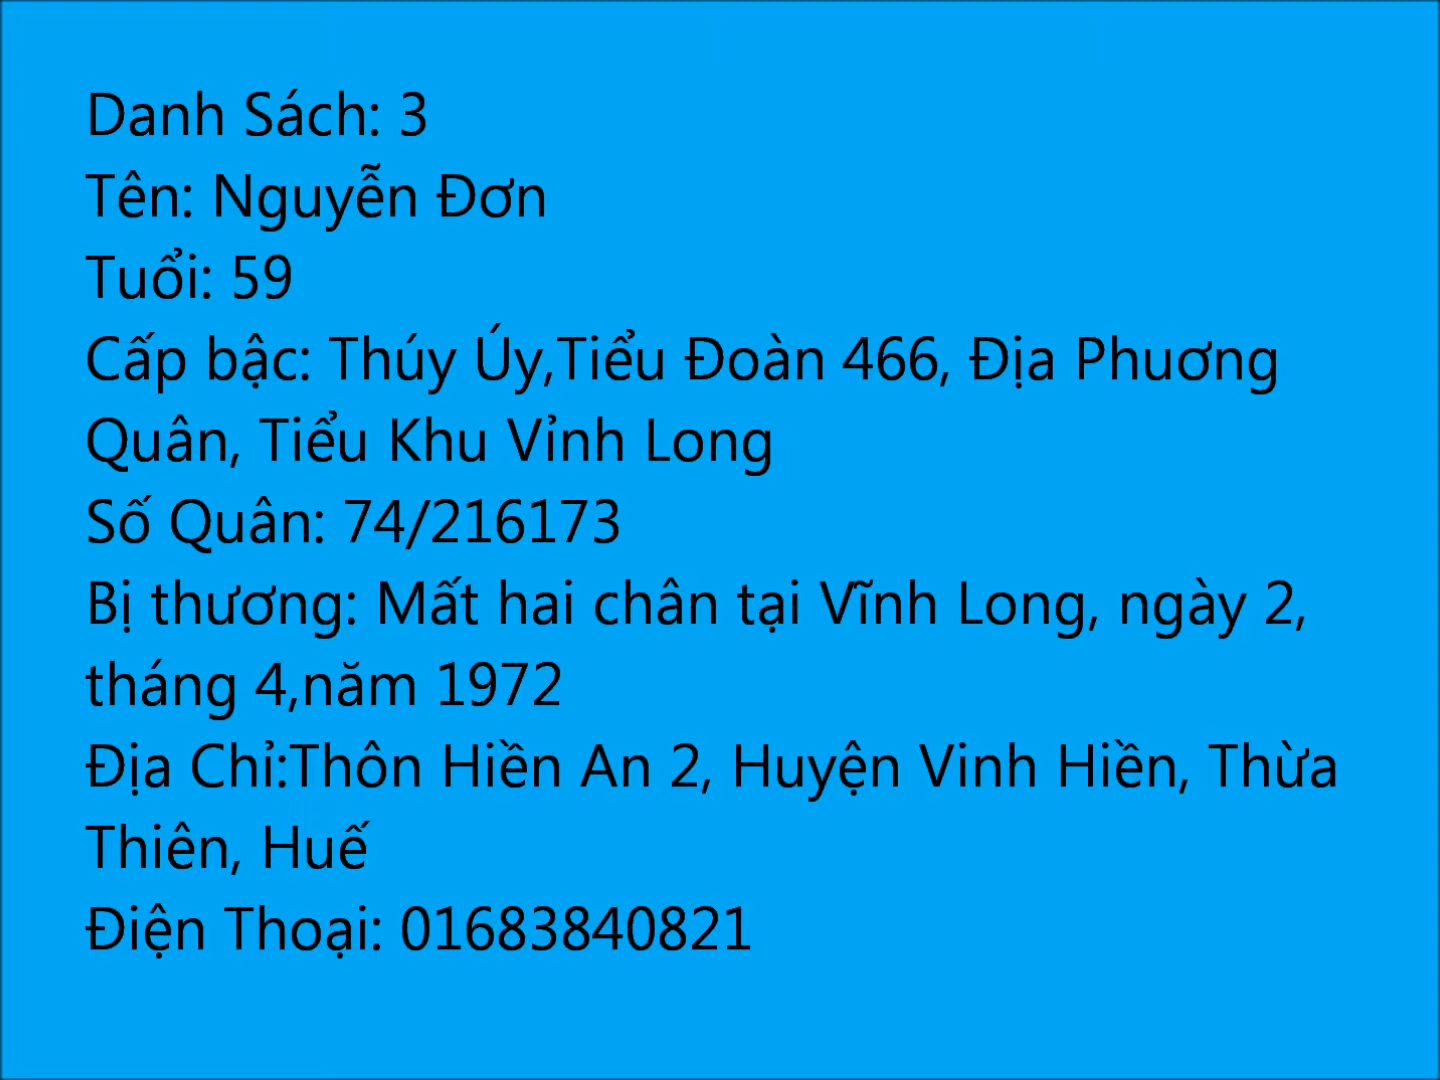 Danh Sách: 3
Tên: Nguyễn Đơn
Tuổi: 59
Cấp bậc: Thúy Úy,Tiểu Đoàn 466, Địa Phuơng
Quân, Tiểu Khu Vỉnh Long
Số Quân: 74/216173
Bị thương: Mất hai chân tại Vĩnh Long, ngày 2,
tháng 4,năm 1972
Địa Chỉ:Thôn Hiền An 2, Huyện Vinh Hiền, Thừa
Thiên, Huế
Điện Thoại: 01683840821